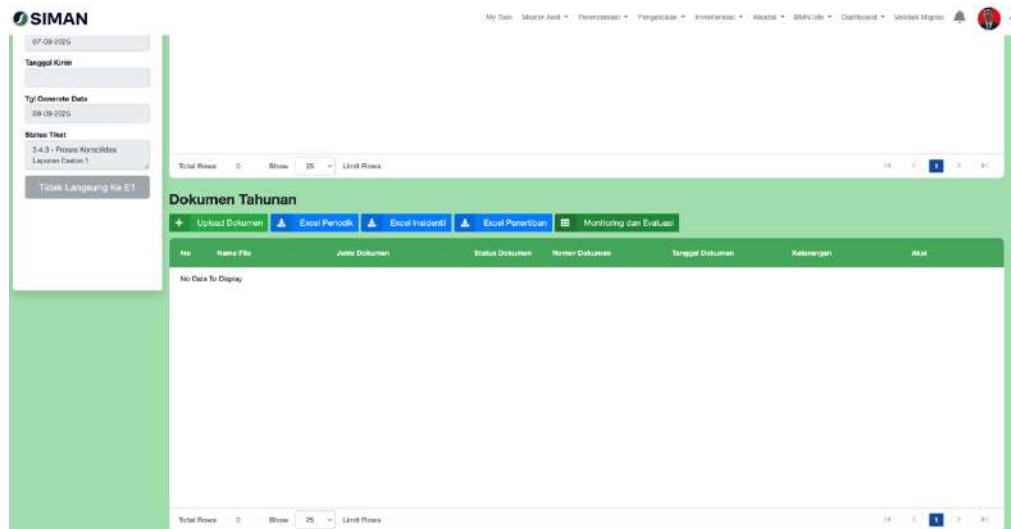 SIMAN
My Task Master Aset Perencanaan Pengelolaan Inventarisasi Wasdal BMN Idle Dashboard Validasi Migrasi
07-09-2025
Tanggal Kirim
Tgl Generate Data
08-09-2025
Status Tiket
3.4.3 - Proses Konsolidasi
Laporan Eselon 1
Tidak Langsung Ke E1
Total Rows 0 Show 25 Limit Rows 1
Dokumen Tahunan
+ Upload Dokumen Excel Periodik Excel Insidentil Excel Penertiban Monitoring dan Evaluasi
No Nama File Jenis Dokumen Status Dokumen Nomor Dokumen Tanggal Dokumen Keterangan Aksi
No Data To Display
Total Rows 0 Show 25 Limit Rows 1